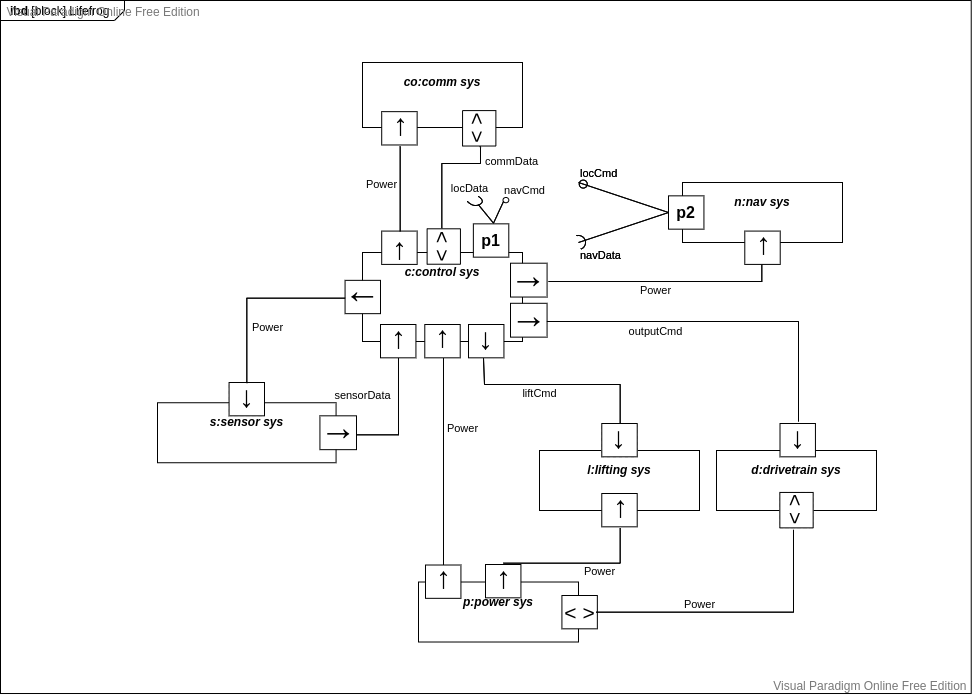 ibd [block] Lifefrog
Visual Paradigm Online Free Edition
co:comm sys
commData
Power
locData
navCmd
locCmd
p2
n:nav sys
p1
navData
c:control sys
Power
outputCmd
Power
sensorData
liftCmd
s:sensor sys
Power
l:lifting sys
d:drivetrain sys
Power
p:power sys
Power
Visual Paradigm Online Free Edition